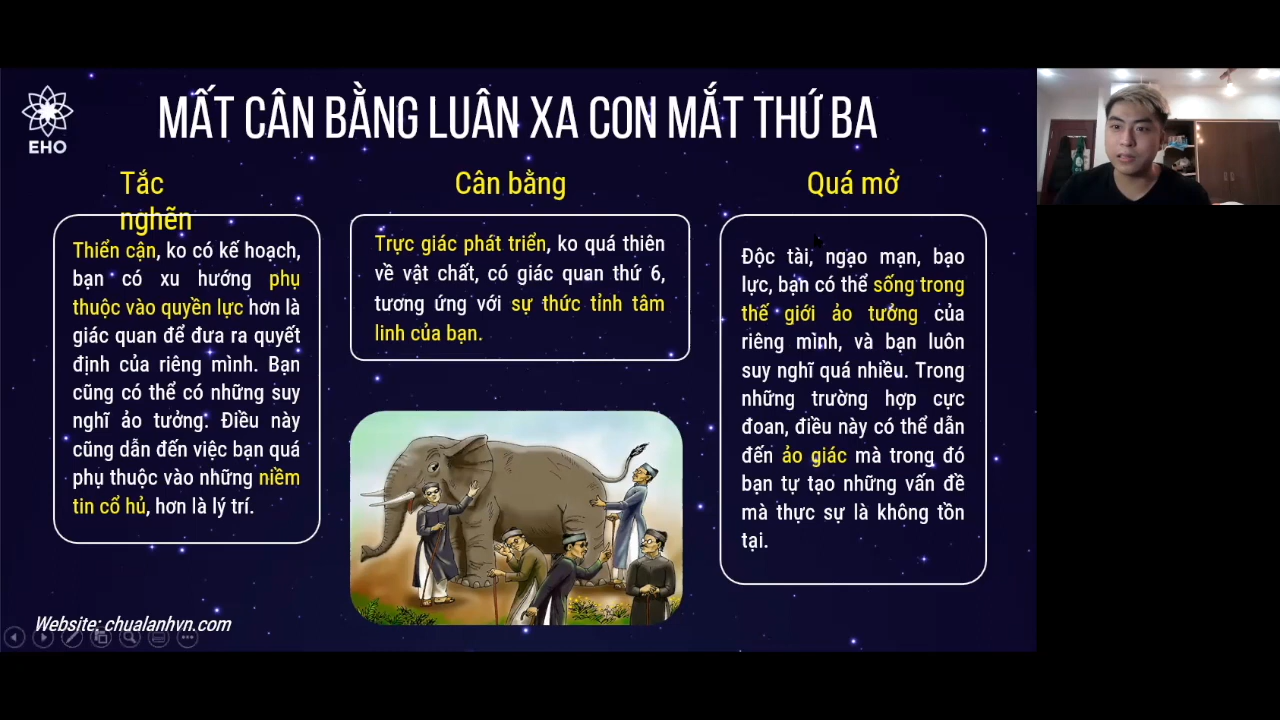 EHO
MẤT CÂN BẰNG LUÂN XA CON MẮT THỨ BA
Tắc
nghẽn
Thiển cận, ko có kế hoạch,
bạn có xu hướng phụ
thuộc vào quyền lực hơn là
giác quan để đưa ra quyết
định của riêng mình. Bạn
cũng có thể có những suy
nghĩ ảo tưởng. Điều này
cũng dẫn đến việc bạn quá
phụ thuộc vào những niềm
tin cổ hủ, hơn là lý trí.
Cân bằng
Trực giác phát triển, ko quá thiên
về vật chất, có giác quan thứ 6,
tương ứng với sự thức tỉnh tâm
linh của bạn.
Quá mở
Độc tài, ngạo mạn, bạo
lực, bạn có thể sống trong
thế giới ảo tưởng của
riêng mình, và bạn luôn
suy nghĩ quá nhiều. Trong
những trường hợp cực
đoan, điều này có thể dẫn
đến ảo giác mà trong đó
bạn tự tạo những vấn đề
mà thực sự là không tồn
tại.
Website: chualanhvn.com